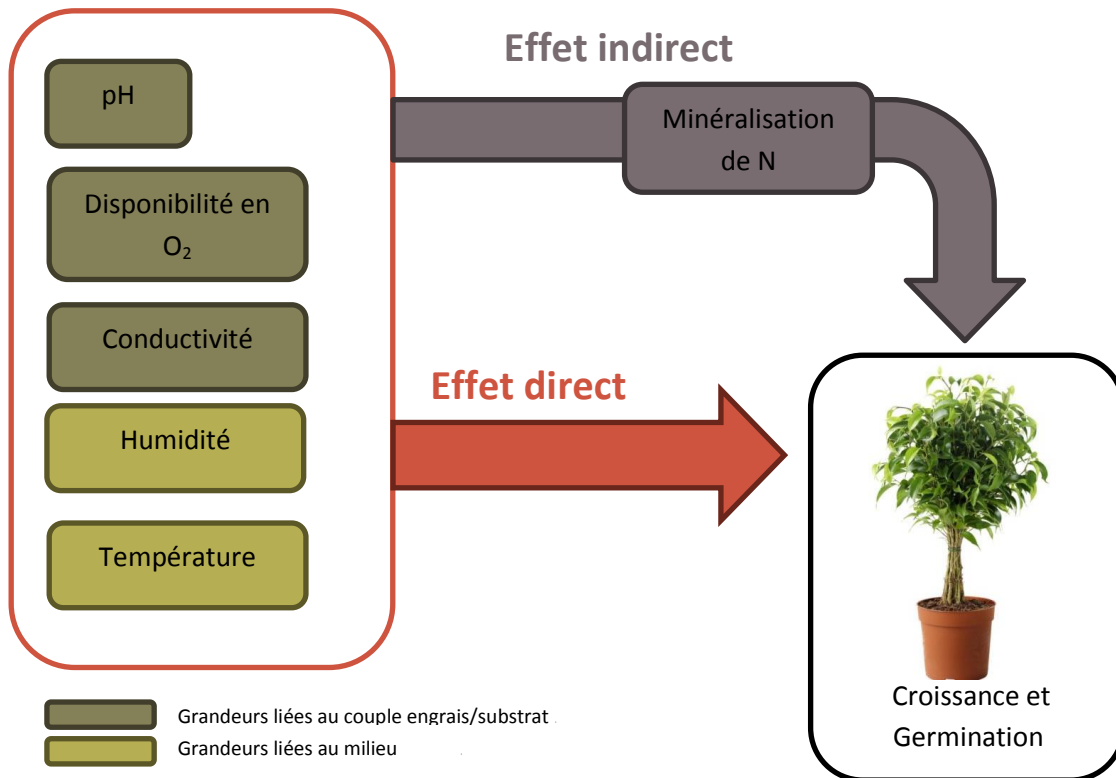 Effet indirect
pH
Minéralisation
de N
Disponibilité en
O₂
Conductivité
Effet direct
Humidité
Température
Croissance et
Germination
Grandeurs liées au couple engrais/substrat
Grandeurs liées au milieu